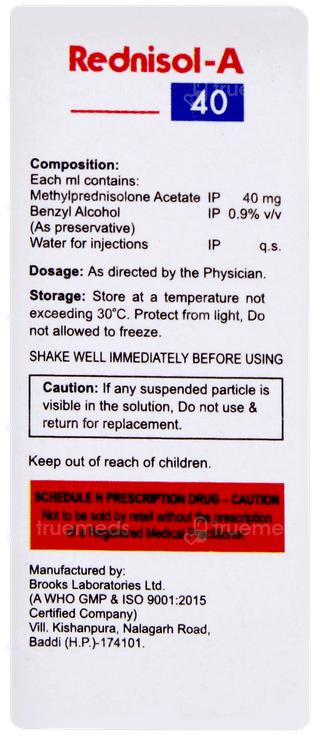 Rednisol-A
40
Composition:
Each ml contains:
Methylprednisolone Acetate IP 40 mg
Benzyl Alcohol IP 0.9% v/v
(As preservative)
Water for injections IP q.s.
Dosage: As directed by the Physician.
Storage: Store at a temperature not
exceeding 30°C. Protect from light, Do
not allowed to freeze.
SHAKE WELL IMMEDIATELY BEFORE USING
Caution: If any suspended particle is
visible in the solution, Do not use &
return for replacement.
Keep out of reach of children.
SCHEDULE H PRESCRIPTION DRUG – CAUTION
Not to be sold by retail without the prescription
of a Registered Medical Practitioner.
Manufactured by:
Brooks Laboratories Ltd.
(A WHO GMP & ISO 9001:2015
Certified Company)
Vill. Kishanpura, Nalagarh Road,
Baddi (H.P.)-174101.
truemeds
truemeds
truemeds